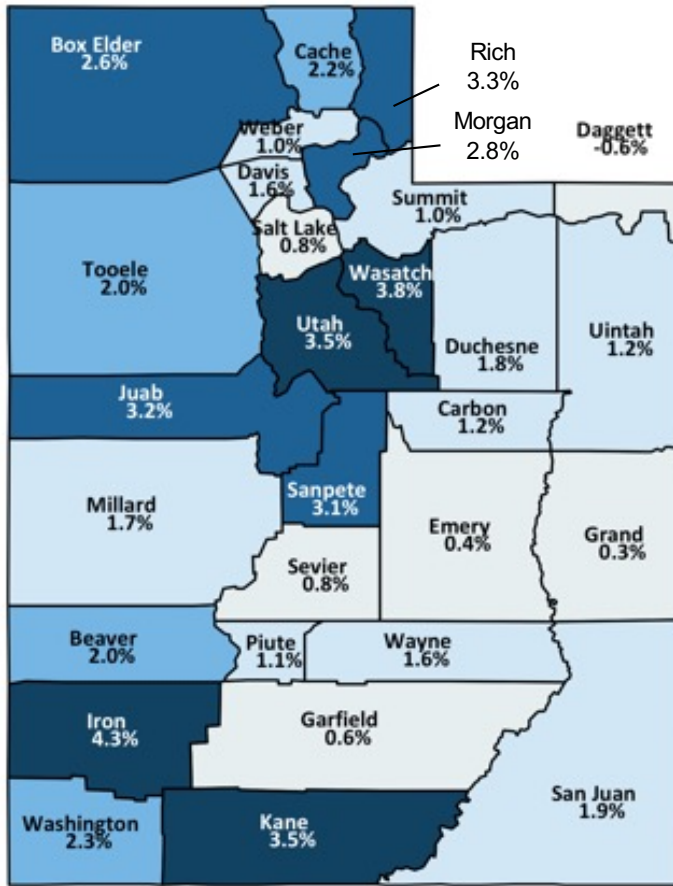 Box Elder
2.6%
Cache
2.2%
Rich
3.3%
Weber
1.0%
Morgan
2.8%
Daggett
-0.6%
Davis
1.6%
Summit
1.0%
Salt Lake
0.8%
Tooele
2.0%
Wasatch
3.8%
Utah
3.5%
Duchesne
1.8%
Uintah
1.2%
Juab
3.2%
Carbon
1.2%
Millard
1.7%
Sanpete
3.1%
Emery
0.4%
Grand
0.3%
Sevier
0.8%
Beaver
2.0%
Piute
1.1%
Wayne
1.6%
Iron
4.3%
Garfield
0.6%
San Juan
1.9%
Washington
2.3%
Kane
3.5%